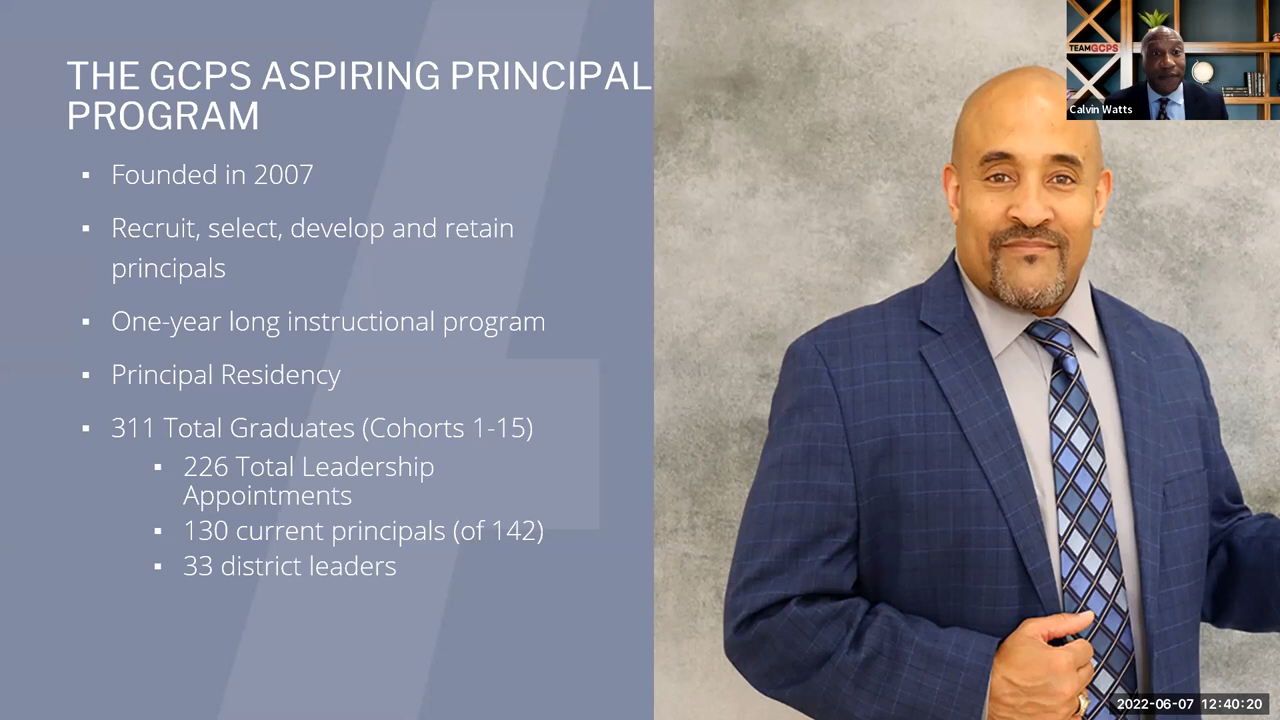 THE GCPS ASPIRING PRINCIPAL
PROGRAM
▪ Founded in 2007
▪ Recruit, select, develop and retain
principals
▪ One-year long instructional program
▪ Principal Residency
▪ 311 Total Graduates (Cohorts 1-15)
▪ 226 Total Leadership
Appointments
▪ 130 current principals (of 142)
▪ 33 district leaders
TEAMGCPS
Calvin Watts
2022-06-07 12:40:20